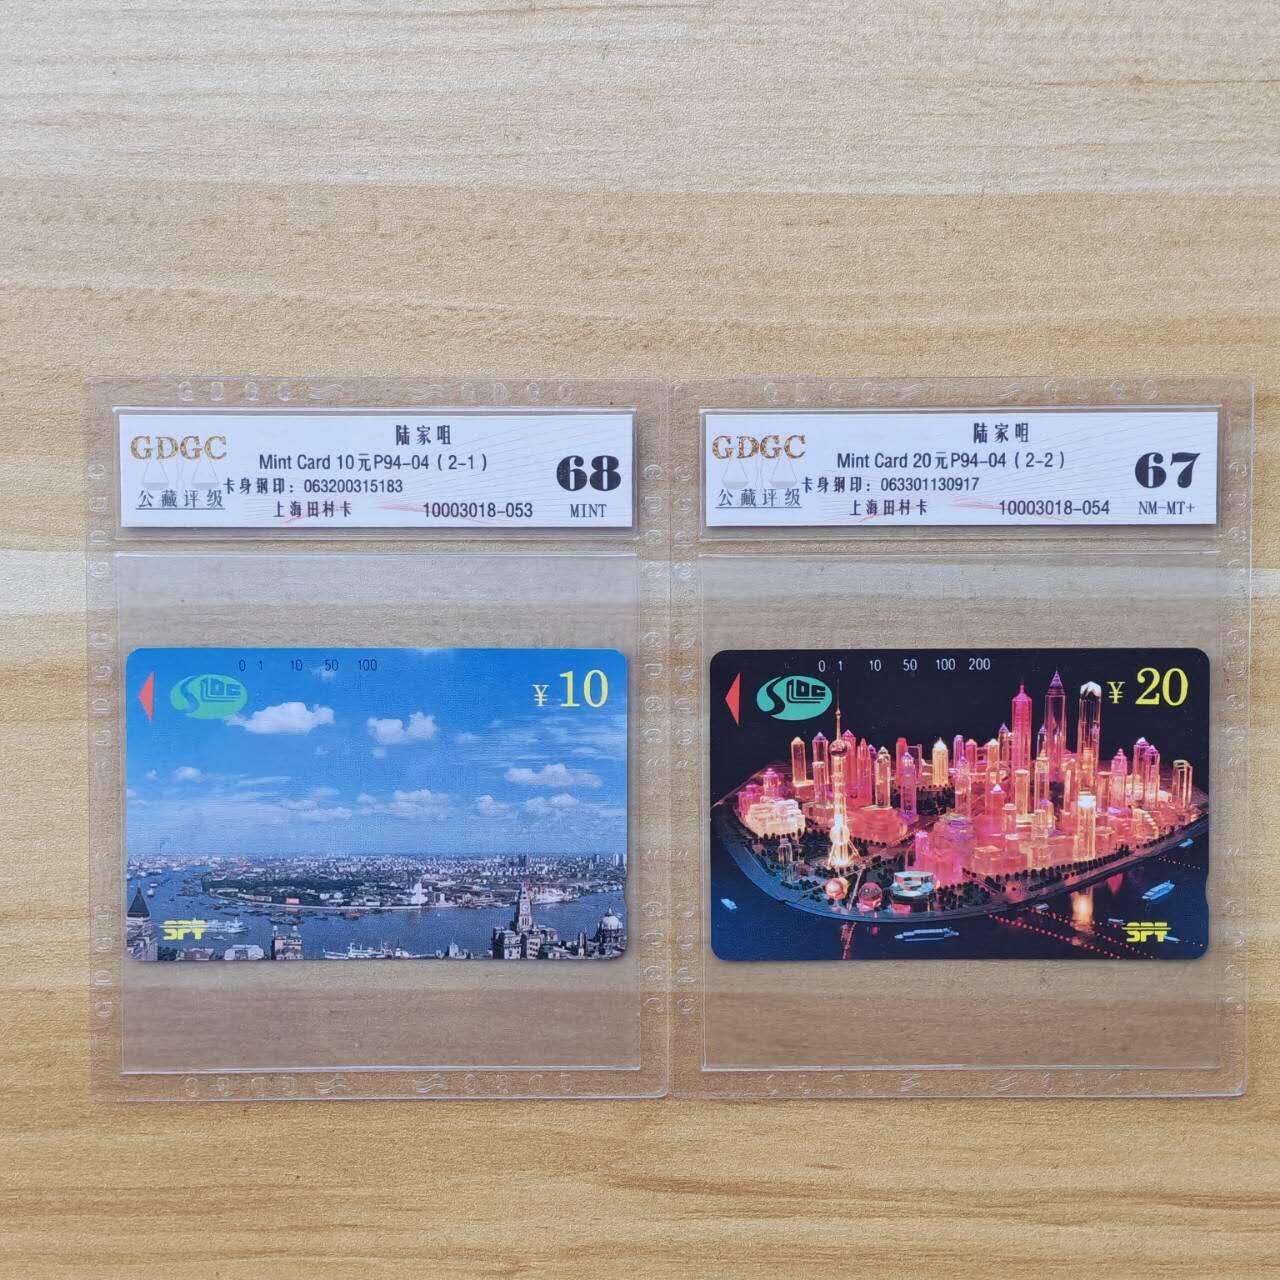 陆家咀
GDGC
Mint Card 10元P94-04（2-1）
68
卡身钢印：063200315183
公藏评级
上海田村卡
10003018-053
MINT
陆家咀
GDGC
Mint Card 20元P94-04（2-2）
67
卡身钢印：063301130917
公藏评级
上海田村卡
10003018-054
NM-MT+
0 1 10 50 100
¥10
SPT
0 1 10 50 100 200
¥20
SPT